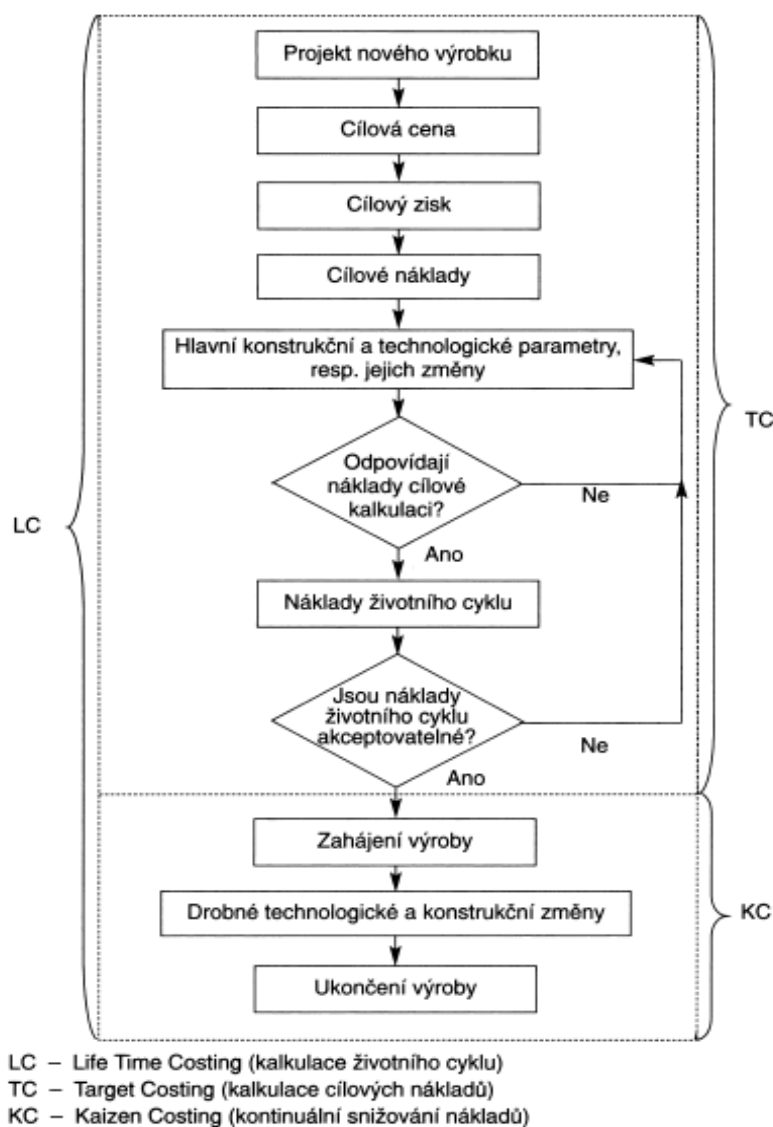 Projekt nového výrobku
Cílová cena
Cílový zisk
Cílové náklady
Hlavní konstrukční a technologické parametry,
resp. jejich změny
TC
Odpovídají
náklady cílové
kalkulaci?
Ne
LC
Ano
Náklady životního cyklu
Jsou náklady
životního cyklu
akceptovatelné?
Ne
Ano
Zahájení výroby
Drobné technologické a konstrukční změny
KC
Ukončení výroby
LC – Life Time Costing (kalkulace životního cyklu)
TC – Target Costing (kalkulace cílových nákladů)
KC – Kaizen Costing (kontinuální snižování nákladů)